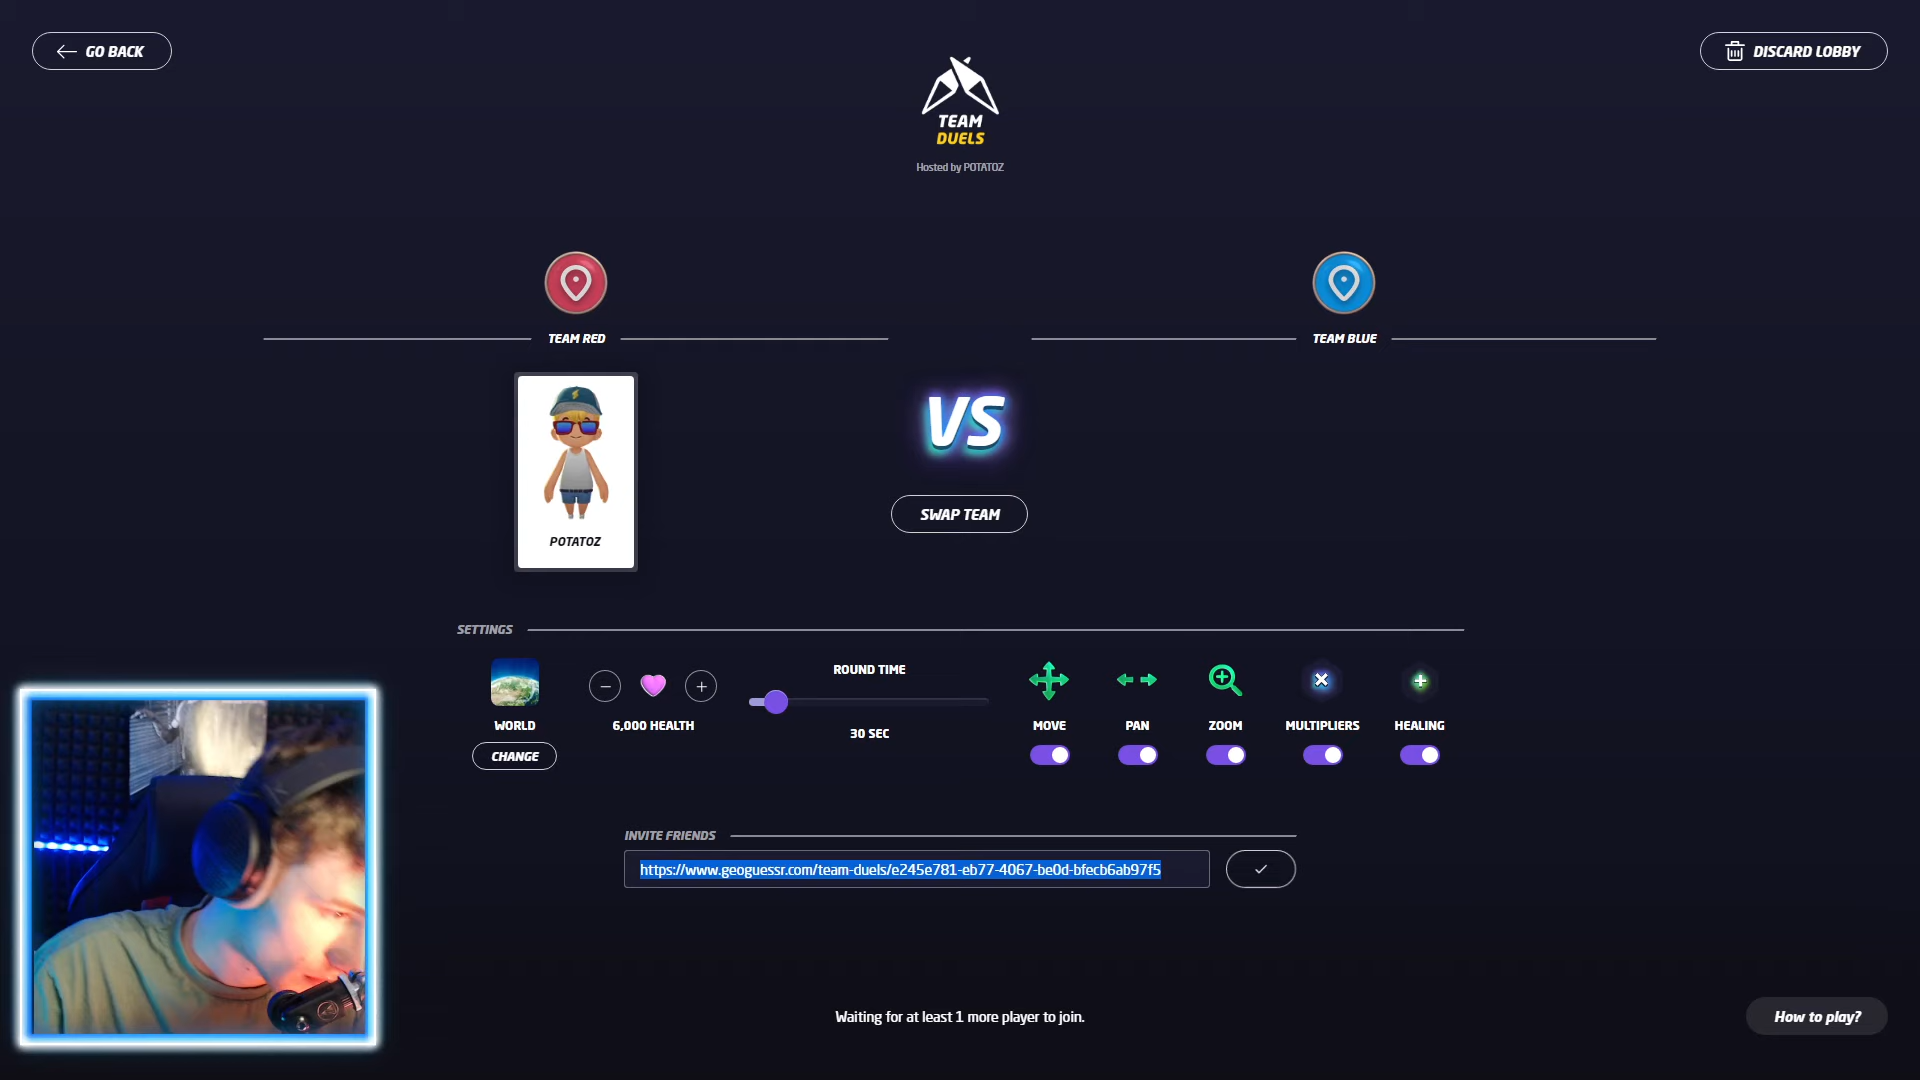 GO BACK
DISCARD LOBBY
TEAM
DUELS
Hosted by POTATOZ
TEAM RED
TEAM BLUE
VS
POTATOZ
SWAP TEAM
SETTINGS
WORLD
CHANGE
6,000 HEALTH
ROUND TIME
30 SEC
MOVE
PAN
ZOOM
MULTIPLIERS
HEALING
INVITE FRIENDS
https://www.geoguessr.com/team-duels/e245e781-eb77-4067-be0d-bfecb6ab97f5
Waiting for at least 1 more player to join.
How to play?